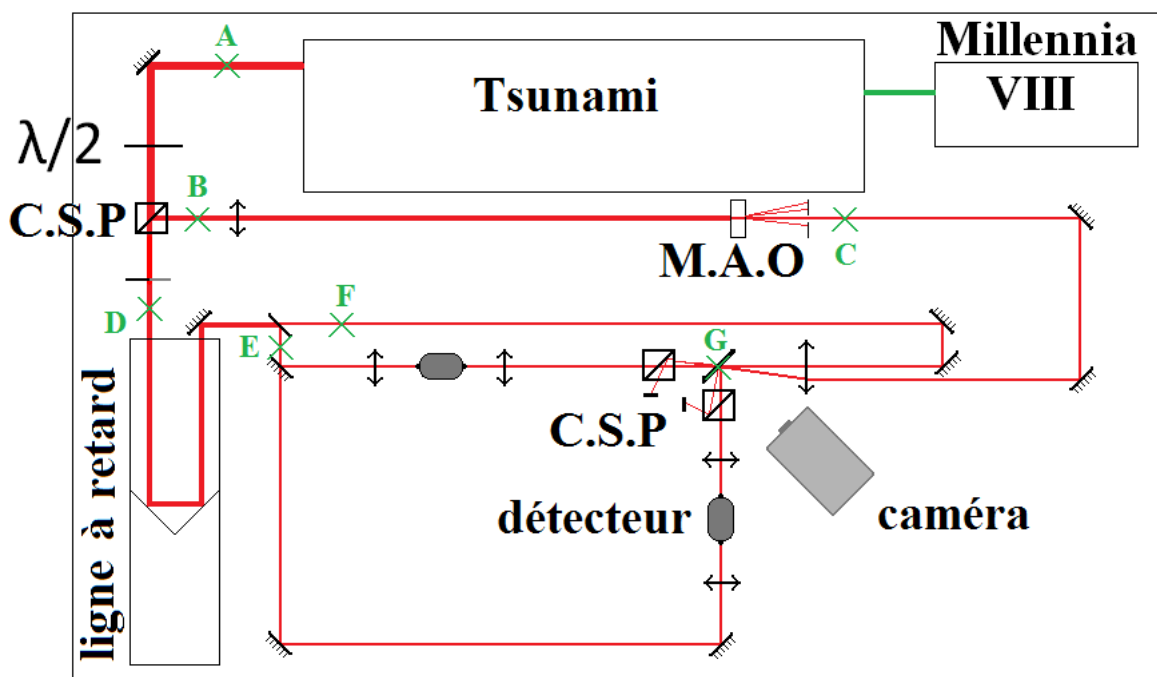 A
Tsunami
Millennia
VIII
λ/2
C.S.P
B
M.A.O
C
D
F
E
G
C.S.P
détecteur
caméra
ligne à retard